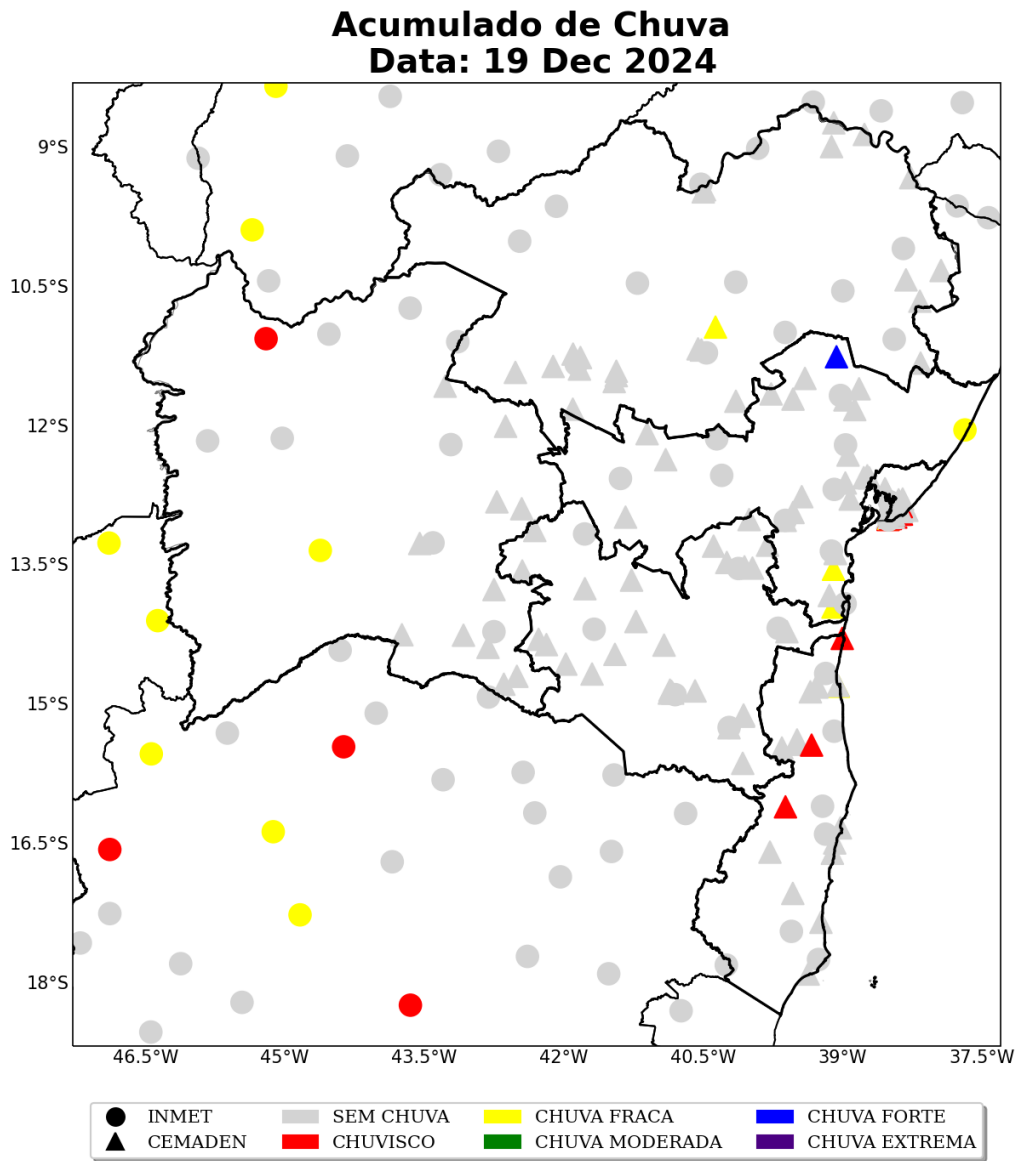 Acumulado de Chuva
Data: 19 Dec 2024
9°S
10.5°S
12°S
13.5°S
15°S
16.5°S
18°S
46.5°W 45°W 43.5°W 42°W 40.5°W 39°W 37.5°W
INMET SEM CHUVA CHUVA FRACA CHUVA FORTE
CEMADEN CHUVISCO CHUVA MODERADA CHUVA EXTREMA